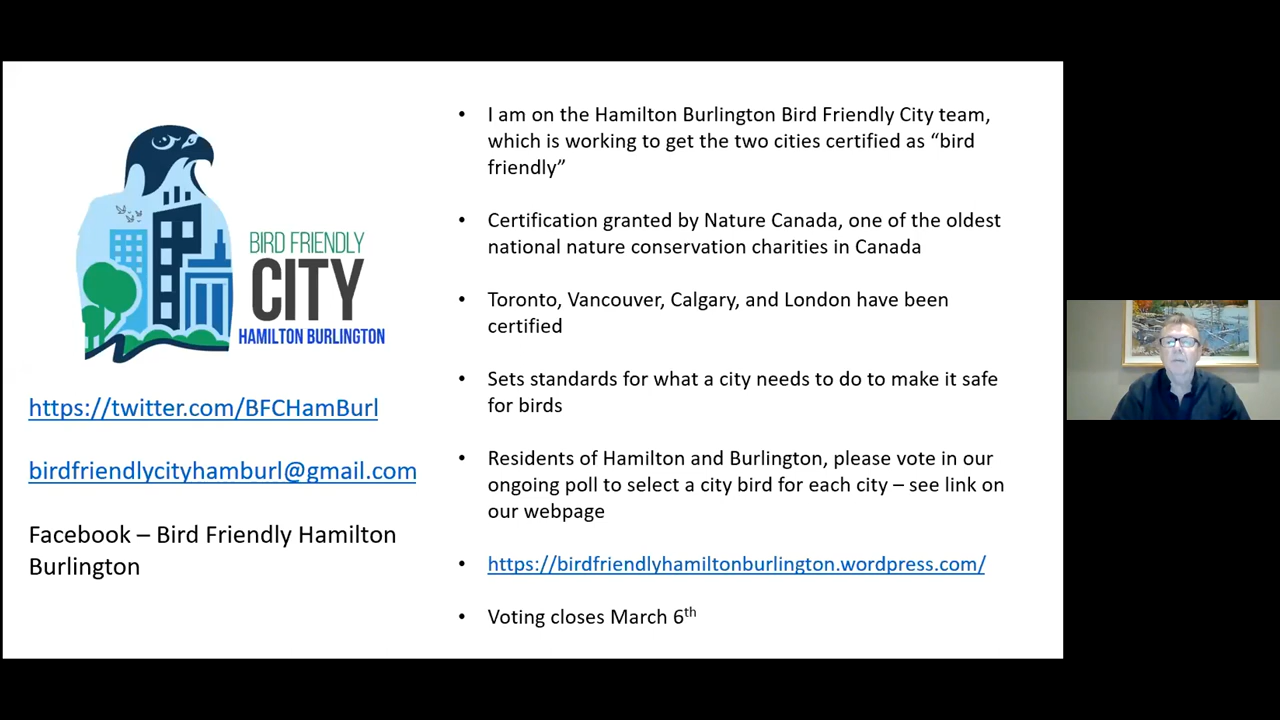 BIRD FRIENDLY
CITY
HAMILTON BURLINGTON
https://twitter.com/BFCHamBurl
birdfriendlycityhamburl@gmail.com
Facebook – Bird Friendly Hamilton
Burlington
• I am on the Hamilton Burlington Bird Friendly City team,
which is working to get the two cities certified as “bird
friendly”
• Certification granted by Nature Canada, one of the oldest
national nature conservation charities in Canada
• Toronto, Vancouver, Calgary, and London have been
certified
• Sets standards for what a city needs to do to make it safe
for birds
• Residents of Hamilton and Burlington, please vote in our
ongoing poll to select a city bird for each city – see link on
our webpage
• https://birdfriendlyhamiltonburlington.wordpress.com/
• Voting closes March 6th